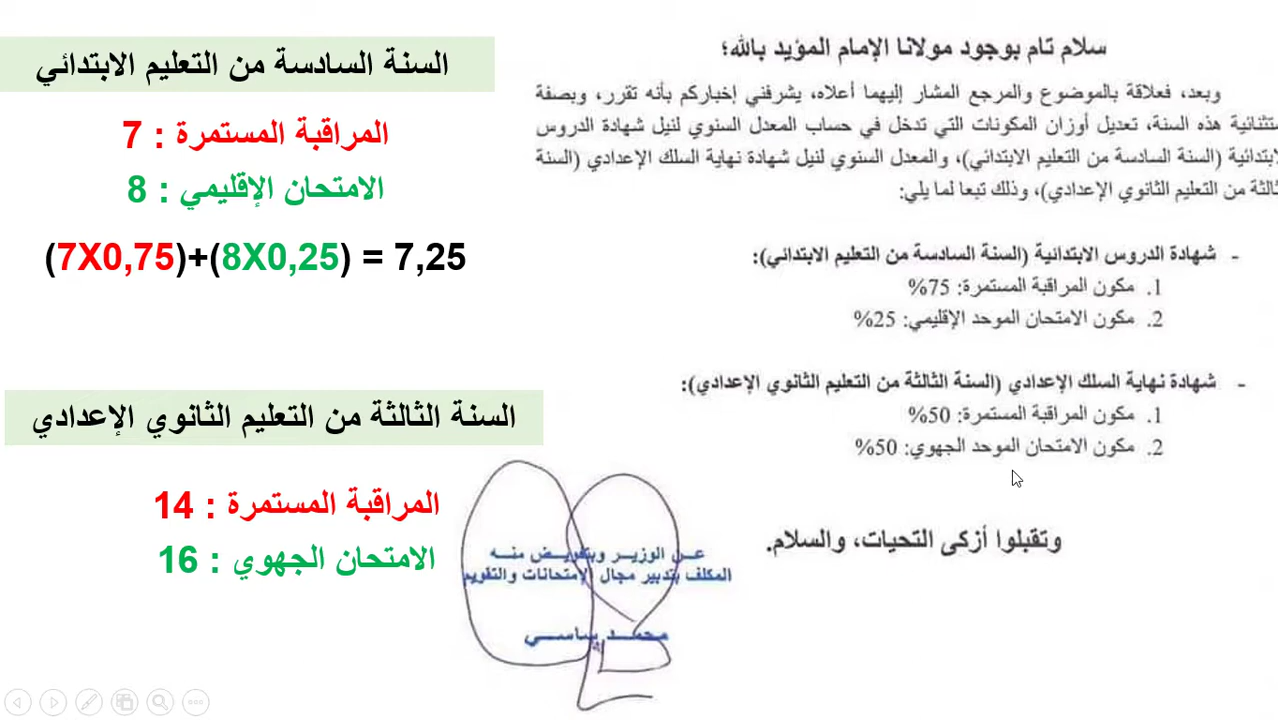 سلام تام بوجود مولانا الإمام المؤيد بالله؛
وبعد، فعلاقة بالموضوع والمرجع المشار إليهما أعلاه، يشرفني إخباركم بأنه تقرر، وبصفة
هذه السنة، تعديل أوزان المكونات التي تدخل في حساب المعدل السنوي لنيل شهادة الدروس
(السنة السادسة من التعليم الابتدائي)، والمعدل السنوي لنيل شهادة نهاية السلك الإعدادي (السنة
من التعليم الثانوي الإعدادي)، وذلك تبعا لما يلي:
- شهادة الدروس الابتدائية (السنة السادسة من التعليم الابتدائي):
1. مكون المراقبة المستمرة: 75%
2. مكون الامتحان الموحد الإقليمي: 25%
- شهادة نهاية السلك الإعدادي (السنة الثالثة من التعليم الثانوي الإعدادي):
1. مكون المراقبة المستمرة: 50%
2. مكون الامتحان الموحد الجهوي: 50%
وتقبلوا أزكى التحيات، والسلام.
عن الوزير وبتفويض منه
المكلف بتدبير مجال الامتحانات والتقويم
محمد ساسي
السنة السادسة من التعليم الابتدائي
المراقبة المستمرة : 7
الامتحان الإقليمي : 8
(7X0,75)+(8X0,25) = 7,25
السنة الثالثة من التعليم الثانوي الإعدادي
المراقبة المستمرة : 14
الامتحان الجهوي : 16